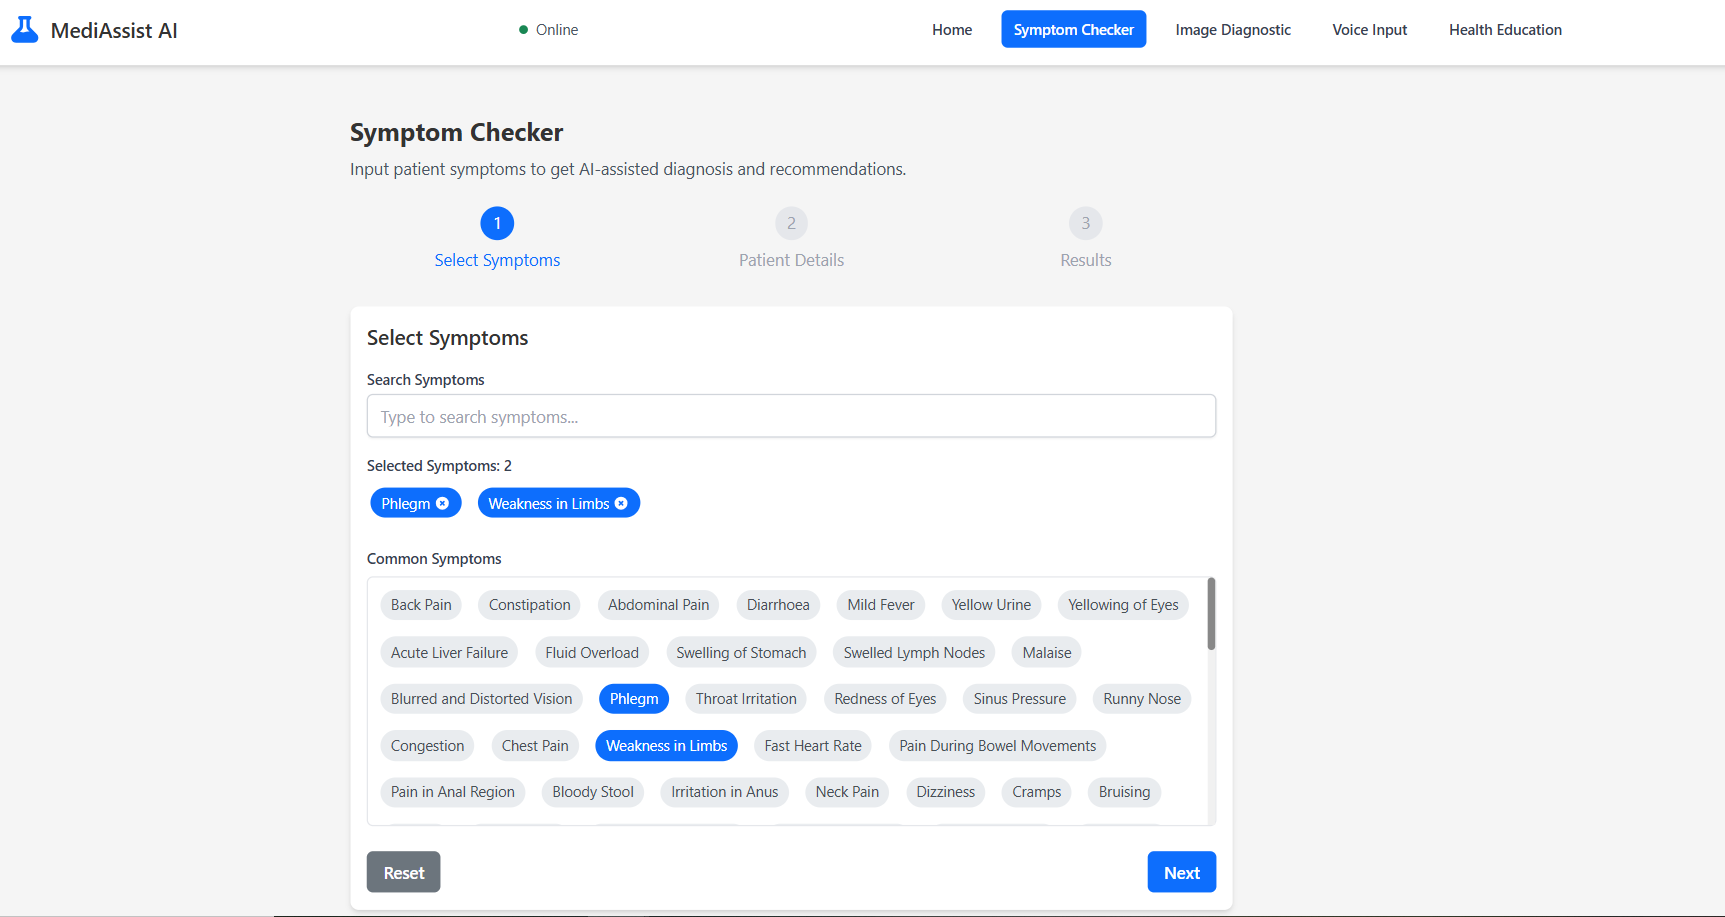 MediAssist AI
Online
Home Symptom Checker Image Diagnostic Voice Input Health Education
Symptom Checker
Input patient symptoms to get AI-assisted diagnosis and recommendations.
1 2 3
Select Symptoms Patient Details Results
Select Symptoms
Search Symptoms
Type to search symptoms...
Selected Symptoms: 2
Phlegm Weakness in Limbs
Common Symptoms
Back Pain Constipation Abdominal Pain Diarrhoea Mild Fever Yellow Urine Yellowing of Eyes
Acute Liver Failure Fluid Overload Swelling of Stomach Swelled Lymph Nodes Malaise
Blurred and Distorted Vision Phlegm Throat Irritation Redness of Eyes Sinus Pressure Runny Nose
Congestion Chest Pain Weakness in Limbs Fast Heart Rate Pain During Bowel Movements
Pain in Anal Region Bloody Stool Irritation in Anus Neck Pain Dizziness Cramps Bruising
Reset Next